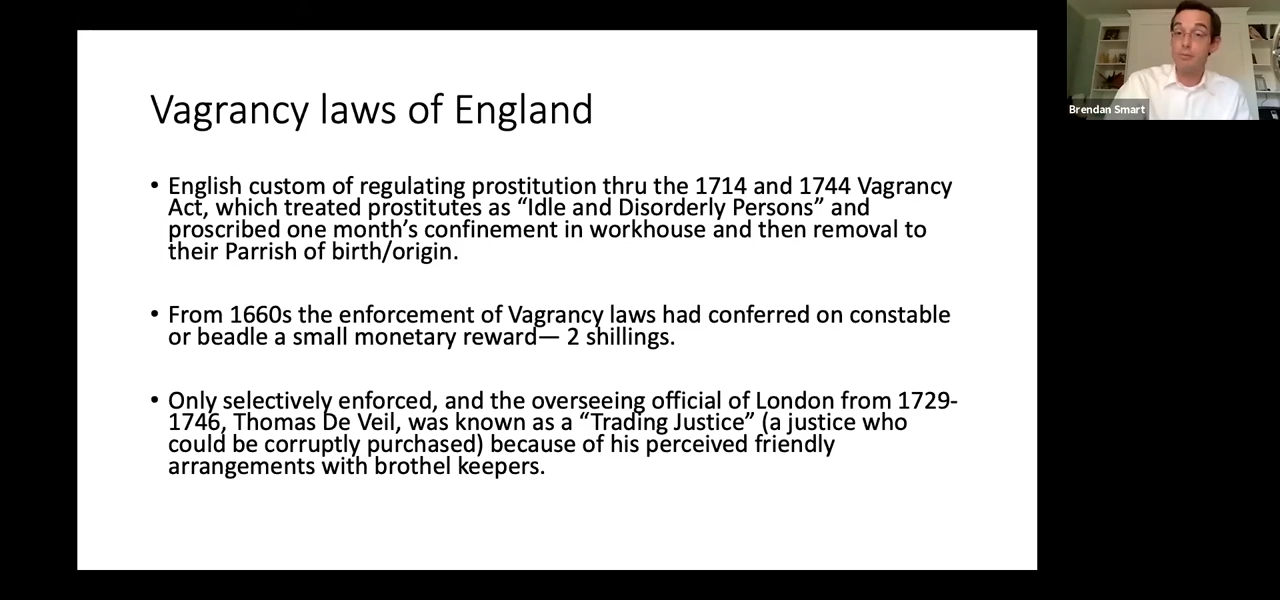 Vagrancy laws of England
• English custom of regulating prostitution thru the 1714 and 1744 Vagrancy
Act, which treated prostitutes as “Idle and Disorderly Persons” and
proscribed one month’s confinement in workhouse and then removal to
their Parrish of birth/origin.
• From 1660s the enforcement of Vagrancy laws had conferred on constable
or beadle a small monetary reward— 2 shillings.
• Only selectively enforced, and the overseeing official of London from 1729-
1746, Thomas De Veil, was known as a “Trading Justice” (a justice who
could be corruptly purchased) because of his perceived friendly
arrangements with brothel keepers.
Brendan Smart